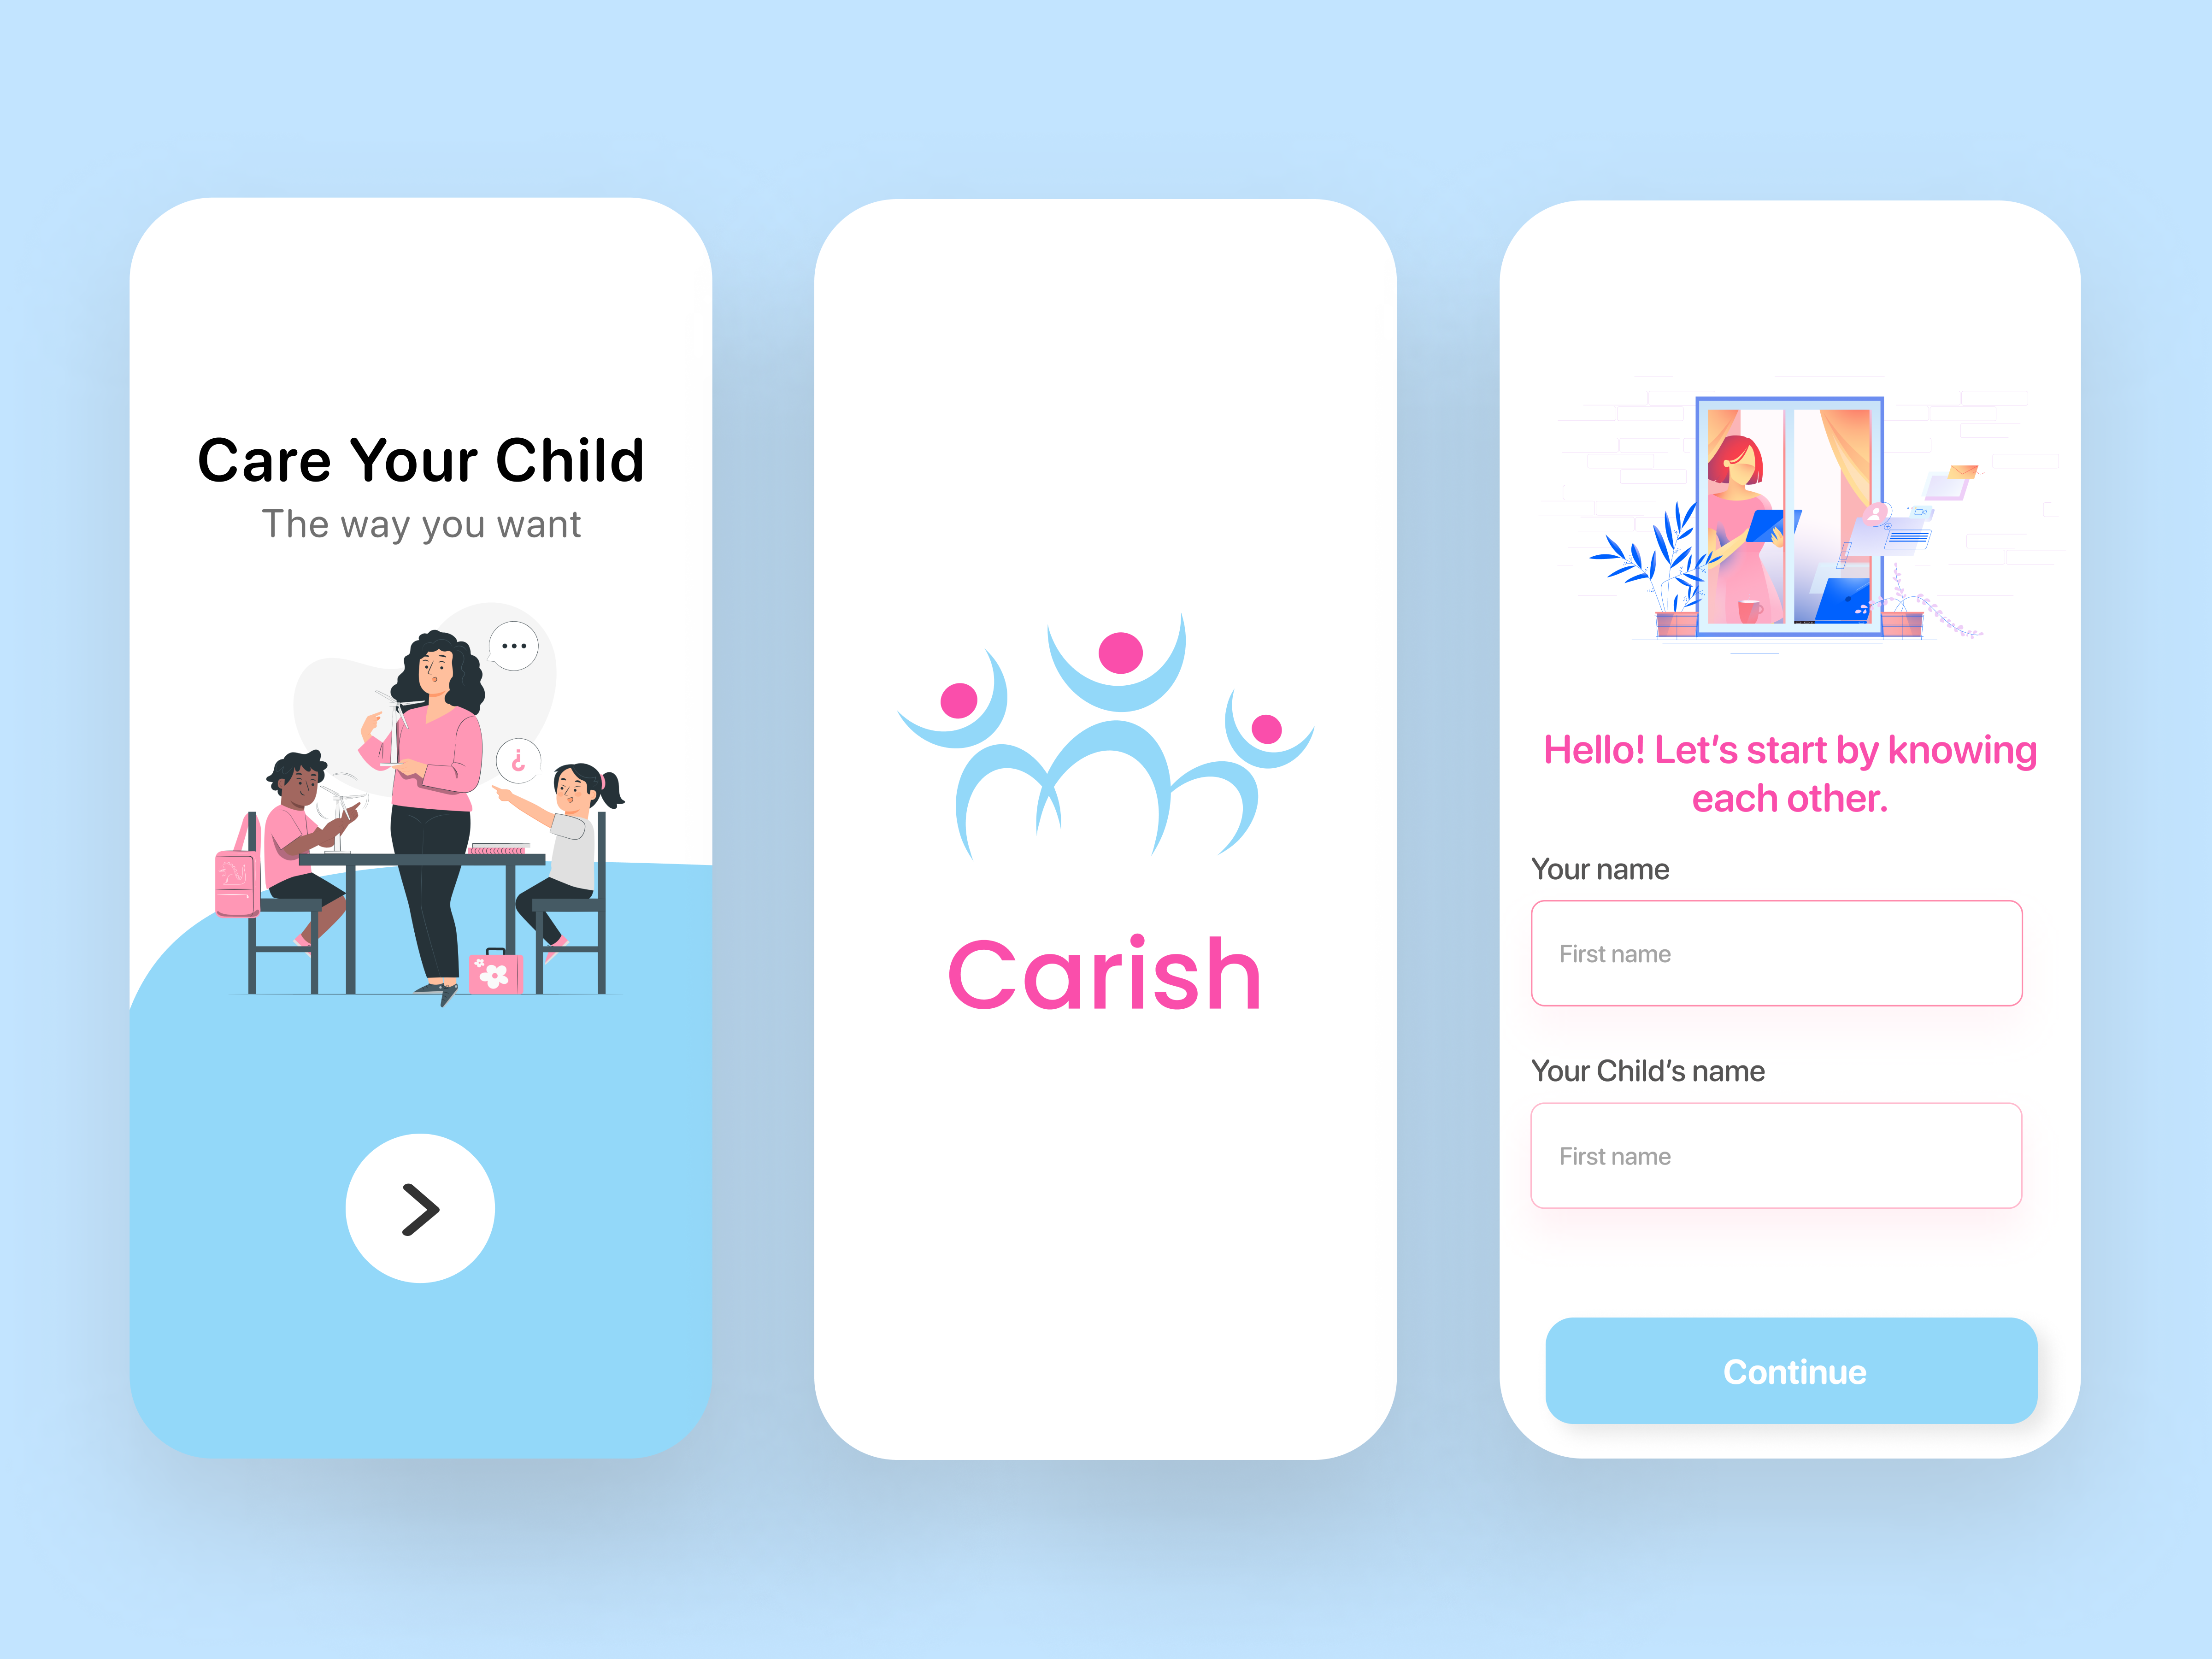 Care Your Child
The way you want
¿
Carish
Hello! Let's start by knowing
each other.
Your name
First name
Your Child's name
First name
Continue